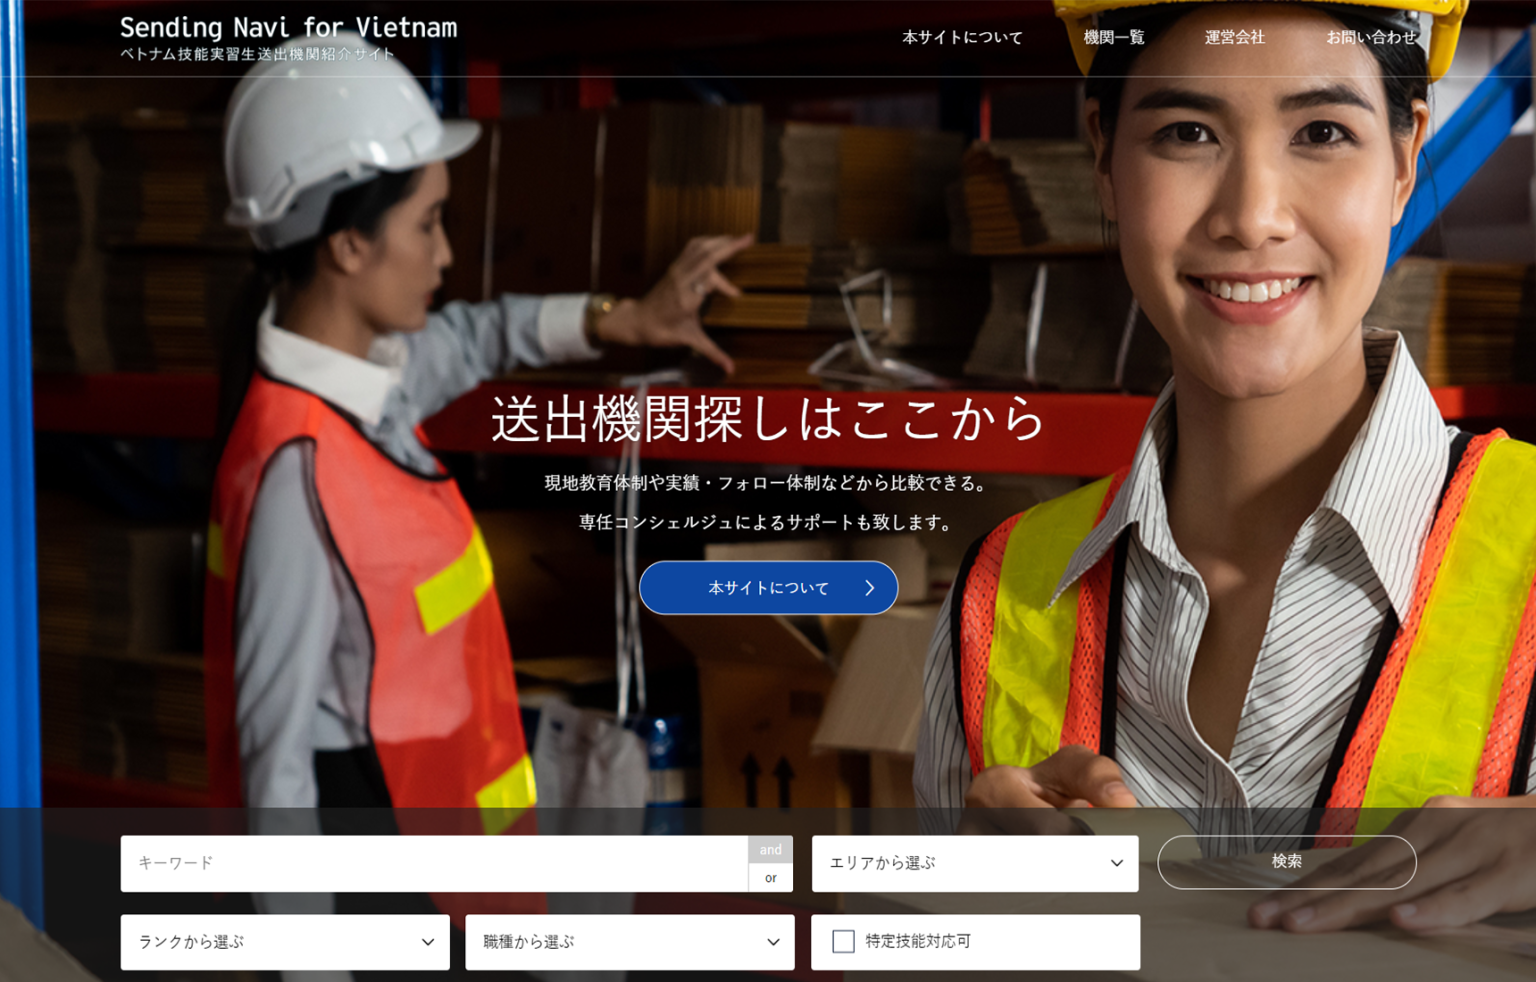 Sending Navi for Vietnam
ベトナム技能実習生送出機関紹介サイト
本サイトについて
機関一覧
運営会社
お問い合わせ
送出機関探しはここから
現地教育体制や実績・フォロー体制などから比較できる。
専任コンシェルジュによるサポートも致します。
本サイトについて
キーワード
and
or
エリアから選ぶ
検索
ランクから選ぶ
職種から選ぶ
特定技能対応可